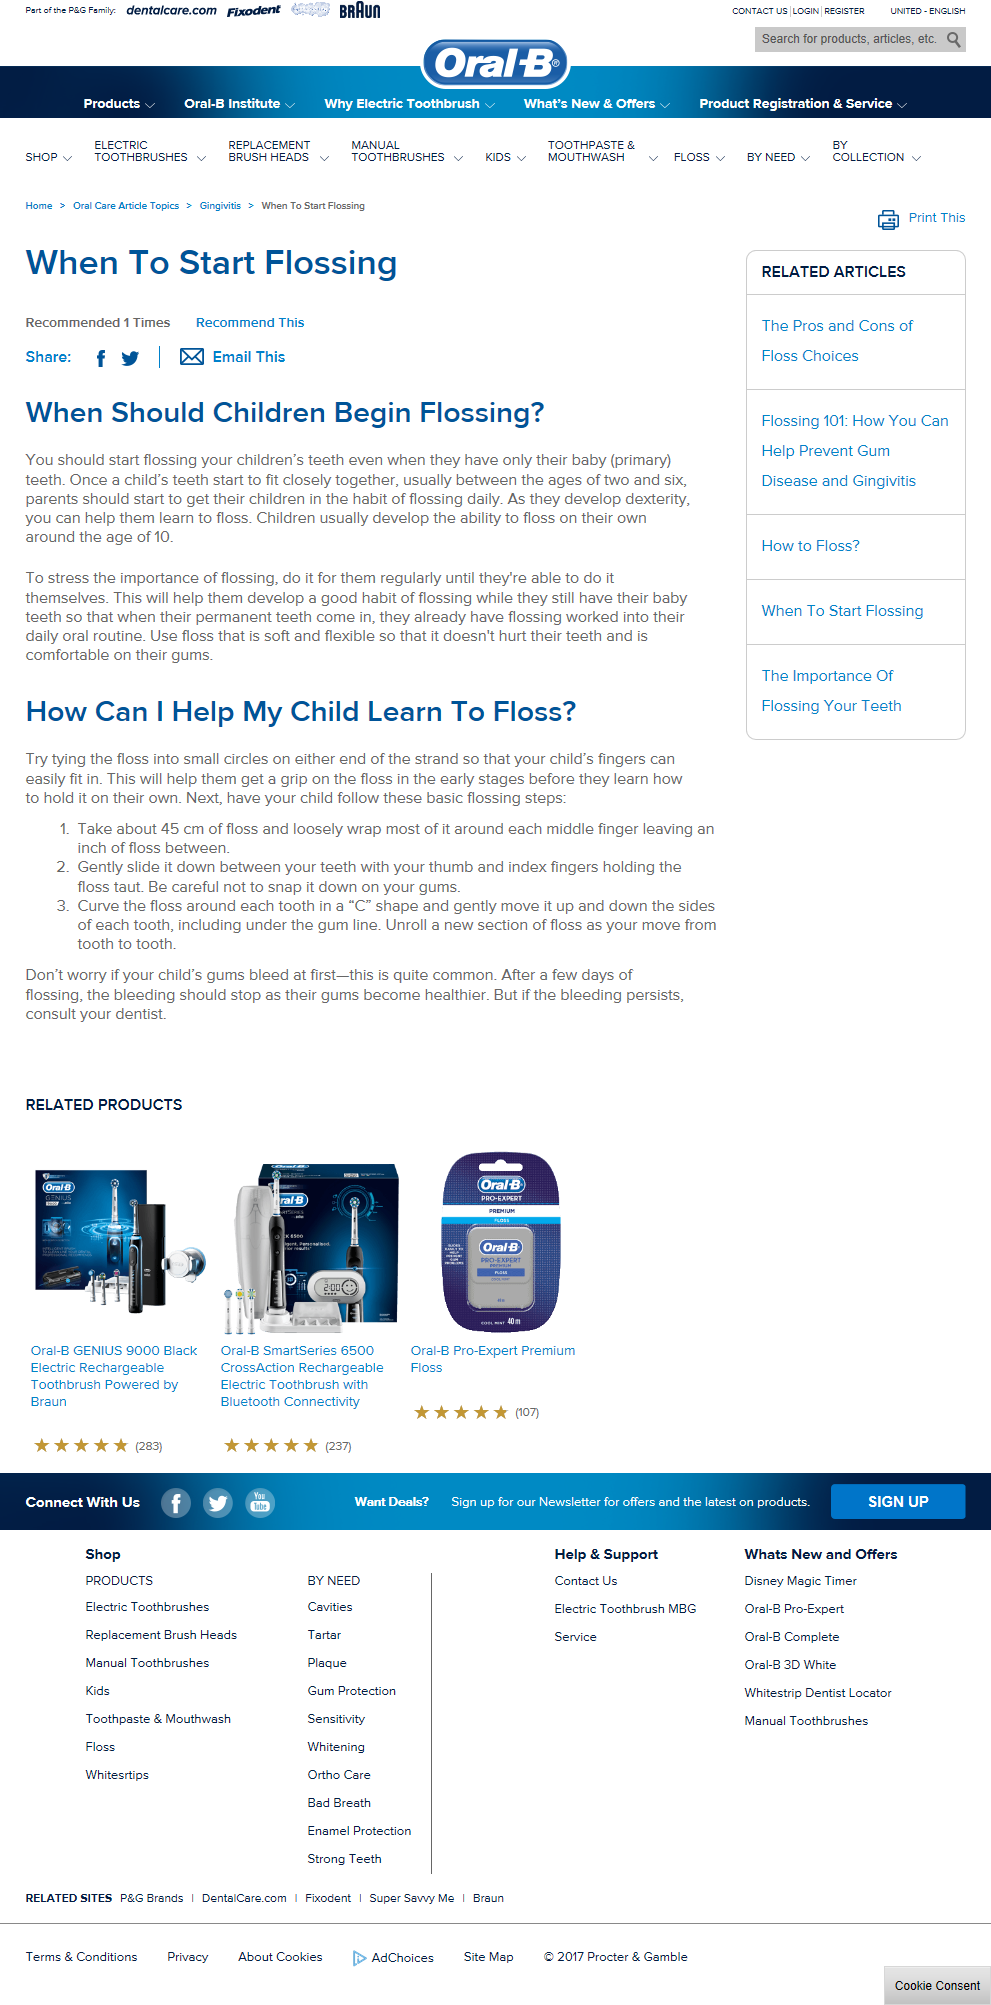 Part of the P&G Family: dentalcare.com Fixodent BRAUN
CONTACT US | LOGIN | REGISTER UNITED - ENGLISH
Search for products, articles, etc.
Oral-B®
Products Oral-B Institute Why Electric Toothbrush What's New & Offers Product Registration & Service
SHOP
ELECTRIC
TOOTHBRUSHES
REPLACEMENT
BRUSH HEADS
MANUAL
TOOTHBRUSHES
KIDS
TOOTHPASTE &
MOUTHWASH
FLOSS
BY NEED
BY
COLLECTION
Home > Oral Care Article Topics > Gingivitis > When To Start Flossing
Print This
When To Start Flossing
Recommended 1 Times Recommend This
Share: Email This
When Should Children Begin Flossing?
You should start flossing your children’s teeth even when they have only their baby (primary)
teeth. Once a child’s teeth start to fit closely together, usually between the ages of two and six,
parents should start to get their children in the habit of flossing daily. As they develop dexterity,
you can help them learn to floss. Children usually develop the ability to floss on their own
around the age of 10.
To stress the importance of flossing, do it for them regularly until they're able to do it
themselves. This will help them develop a good habit of flossing while they still have their baby
teeth so that when their permanent teeth come in, they already have flossing worked into their
daily oral routine. Use floss that is soft and flexible so that it doesn't hurt their teeth and is
comfortable on their gums.
How Can I Help My Child Learn To Floss?
Try tying the floss into small circles on either end of the strand so that your child’s fingers can
easily fit in. This will help them get a grip on the floss in the early stages before they learn how
to hold it on their own. Next, have your child follow these basic flossing steps:
1. Take about 45 cm of floss and loosely wrap most of it around each middle finger leaving an
inch of floss between.
2. Gently slide it down between your teeth with your thumb and index fingers holding the
floss taut. Be careful not to snap it down on your gums.
3. Curve the floss around each tooth in a “C” shape and gently move it up and down the sides
of each tooth, including under the gum line. Unroll a new section of floss as your move from
tooth to tooth.
Don’t worry if your child’s gums bleed at first—this is quite common. After a few days of
flossing, the bleeding should stop as their gums become healthier. But if the bleeding persists,
consult your dentist.
RELATED ARTICLES
The Pros and Cons of
Floss Choices
Flossing 101: How You Can
Help Prevent Gum
Disease and Gingivitis
How to Floss?
When To Start Flossing
The Importance Of
Flossing Your Teeth
RELATED PRODUCTS
Oral-B
GENIUS
Oral-B
6500
2:00
Oral-B
PRO-EXPERT
PREMIUM
FLOSS
Oral-B
PRO-EXPERT
PREMIUM
FLOSS
COOL MINT
COOL MINT 40m
Oral-B GENIUS 9000 Black
Electric Rechargeable
Toothbrush Powered by
Braun
(283)
Oral-B SmartSeries 6500
CrossAction Rechargeable
Electric Toothbrush with
Bluetooth Connectivity
(237)
Oral-B Pro-Expert Premium
Floss
(107)
Connect With Us You Tube Want Deals? Sign up for our Newsletter for offers and the latest on products. SIGN UP
Shop
PRODUCTS
Electric Toothbrushes
Replacement Brush Heads
Manual Toothbrushes
Kids
Toothpaste & Mouthwash
Floss
Whitesrtips
BY NEED
Cavities
Tartar
Plaque
Gum Protection
Sensitivity
Whitening
Ortho Care
Bad Breath
Enamel Protection
Strong Teeth
Help & Support
Contact Us
Electric Toothbrush MBG
Service
Whats New and Offers
Disney Magic Timer
Oral-B Pro-Expert
Oral-B Complete
Oral-B 3D White
Whitestrip Dentist Locator
Manual Toothbrushes
RELATED SITES P&G Brands | DentalCare.com | Fixodent | Super Savvy Me | Braun
Terms & Conditions Privacy About Cookies AdChoices Site Map © 2017 Procter & Gamble
Cookie Consent